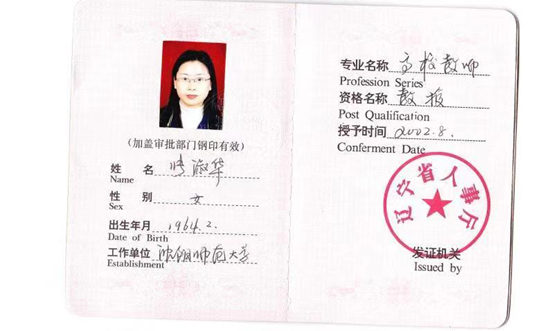 (加盖审批部门钢印有效)
姓 名 淑华
Name
性 别 女
Sex
出生年月 1964.2.
Date of Birth
工作单位 沈阳师范大学
Establishment
专业名称 高校教师
Profession Series
资格名称 教授
Post Qualification
授予时间 2002.8.
Conferment Date
辽宁省人事厅
发证机关
Issued by